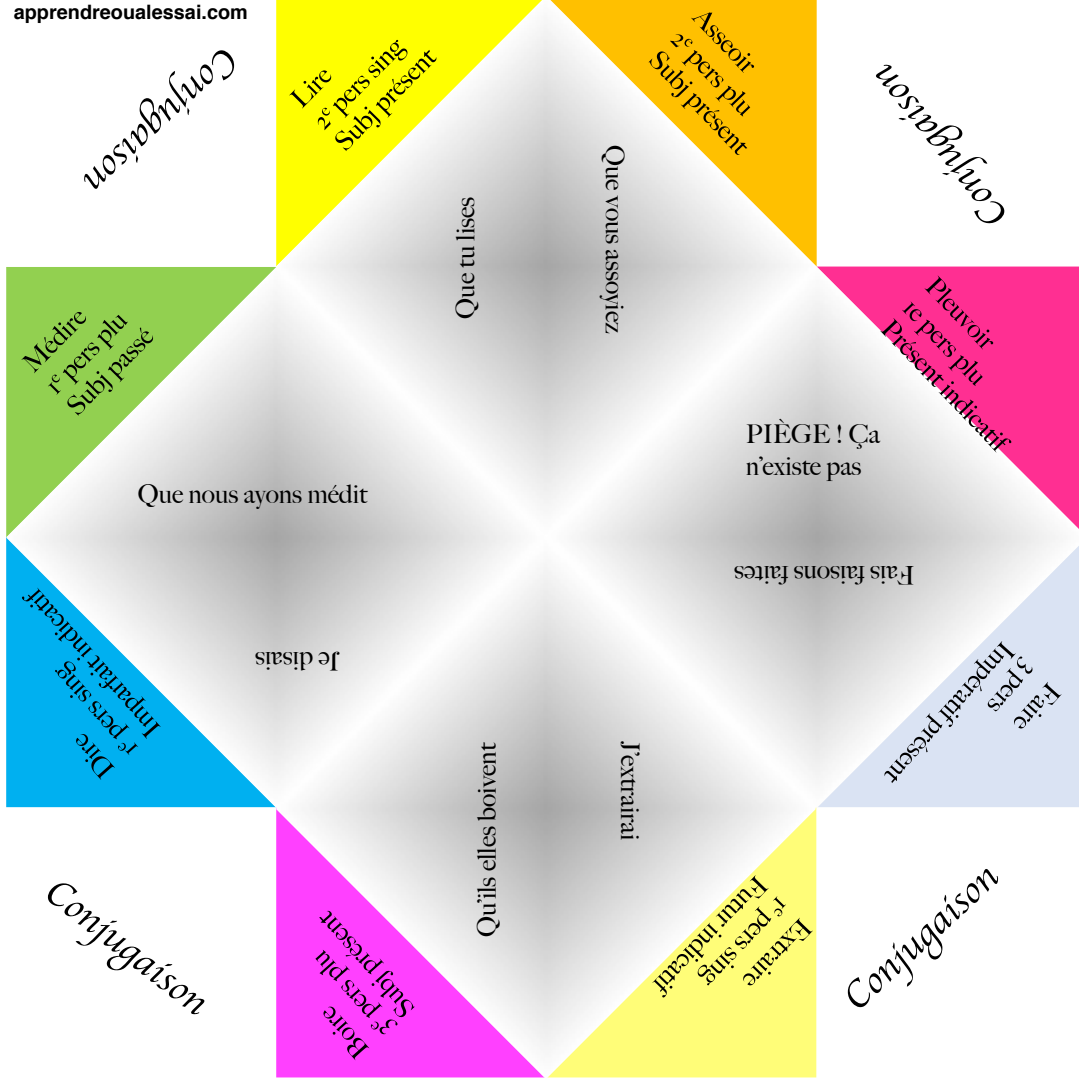 apprendreoualessai.com
Conjugaison
Lire
2e pers sing
Subj présent
Asseoir
2e pers plu
Subj présent
Conjugaison
Que tu lises
Que vous assoyiez
Médire
1e pers plu
Subj passé
Pleuvoir
1e pers plu
Présent indicatif
Que nous ayons médit
PIÈGE ! Ça
n'existe pas
Je disais
Fais faisons faites
Dire
1e pers sing
Imparfait indicatif
Faire
3 pers
Impératif présent
Qu'ils elles boivent
J'extrairai
Conjugaison
Boire
3e pers plu
Subj présent
Extraire
1e pers sing
Futur indicatif
Conjugaison